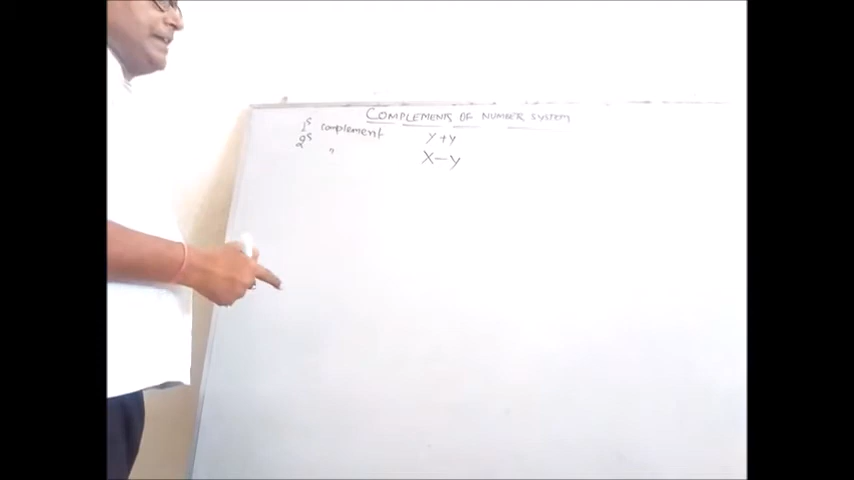 COMPLEMENTS OF NUMBER SYSTEM
1s complement
2s "
Y+Y
X-Y